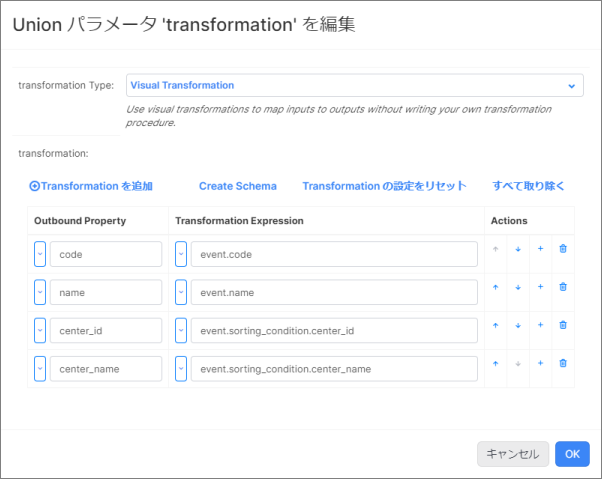 Union パラメータ 'transformation' を編集
transformation Type:
Visual Transformation
Use visual transformations to map inputs to outputs without writing your own transformation
procedure.
transformation:
Transformation を追加
Create Schema
Transformation の設定をリセット
すべて取り除く
Outbound Property
Transformation Expression
Actions
code
event.code
name
event.name
center_id
event.sorting_condition.center_id
center_name
event.sorting_condition.center_name
キャンセル
OK